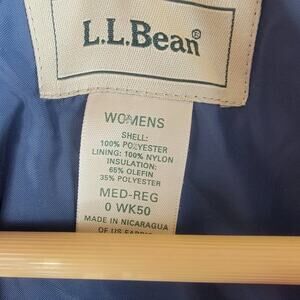 L.L.Bean®
WOMENS
SHELL:
100% POLYESTER
LINING: 100% NYLON
INSULATION:
65% OLEFIN
35% POLYESTER
MED-REG
0 WK50
MADE IN NICARAGUA
OF US FABRIC